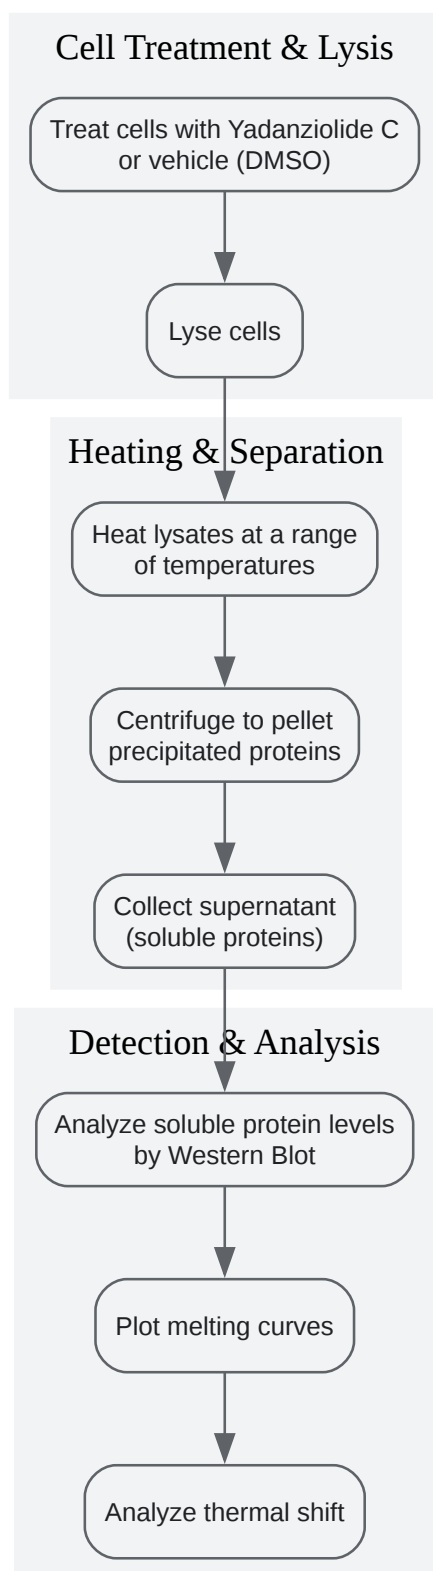 Cell Treatment & Lysis
Treat cells with Yadanziolide C
or vehicle (DMSO)
Lyse cells
Heating & Separation
Heat lysates at a range
of temperatures
Centrifuge to pellet
precipitated proteins
Collect supernatant
(soluble proteins)
Detection & Analysis
Analyze soluble protein levels
by Western Blot
Plot melting curves
Analyze thermal shift